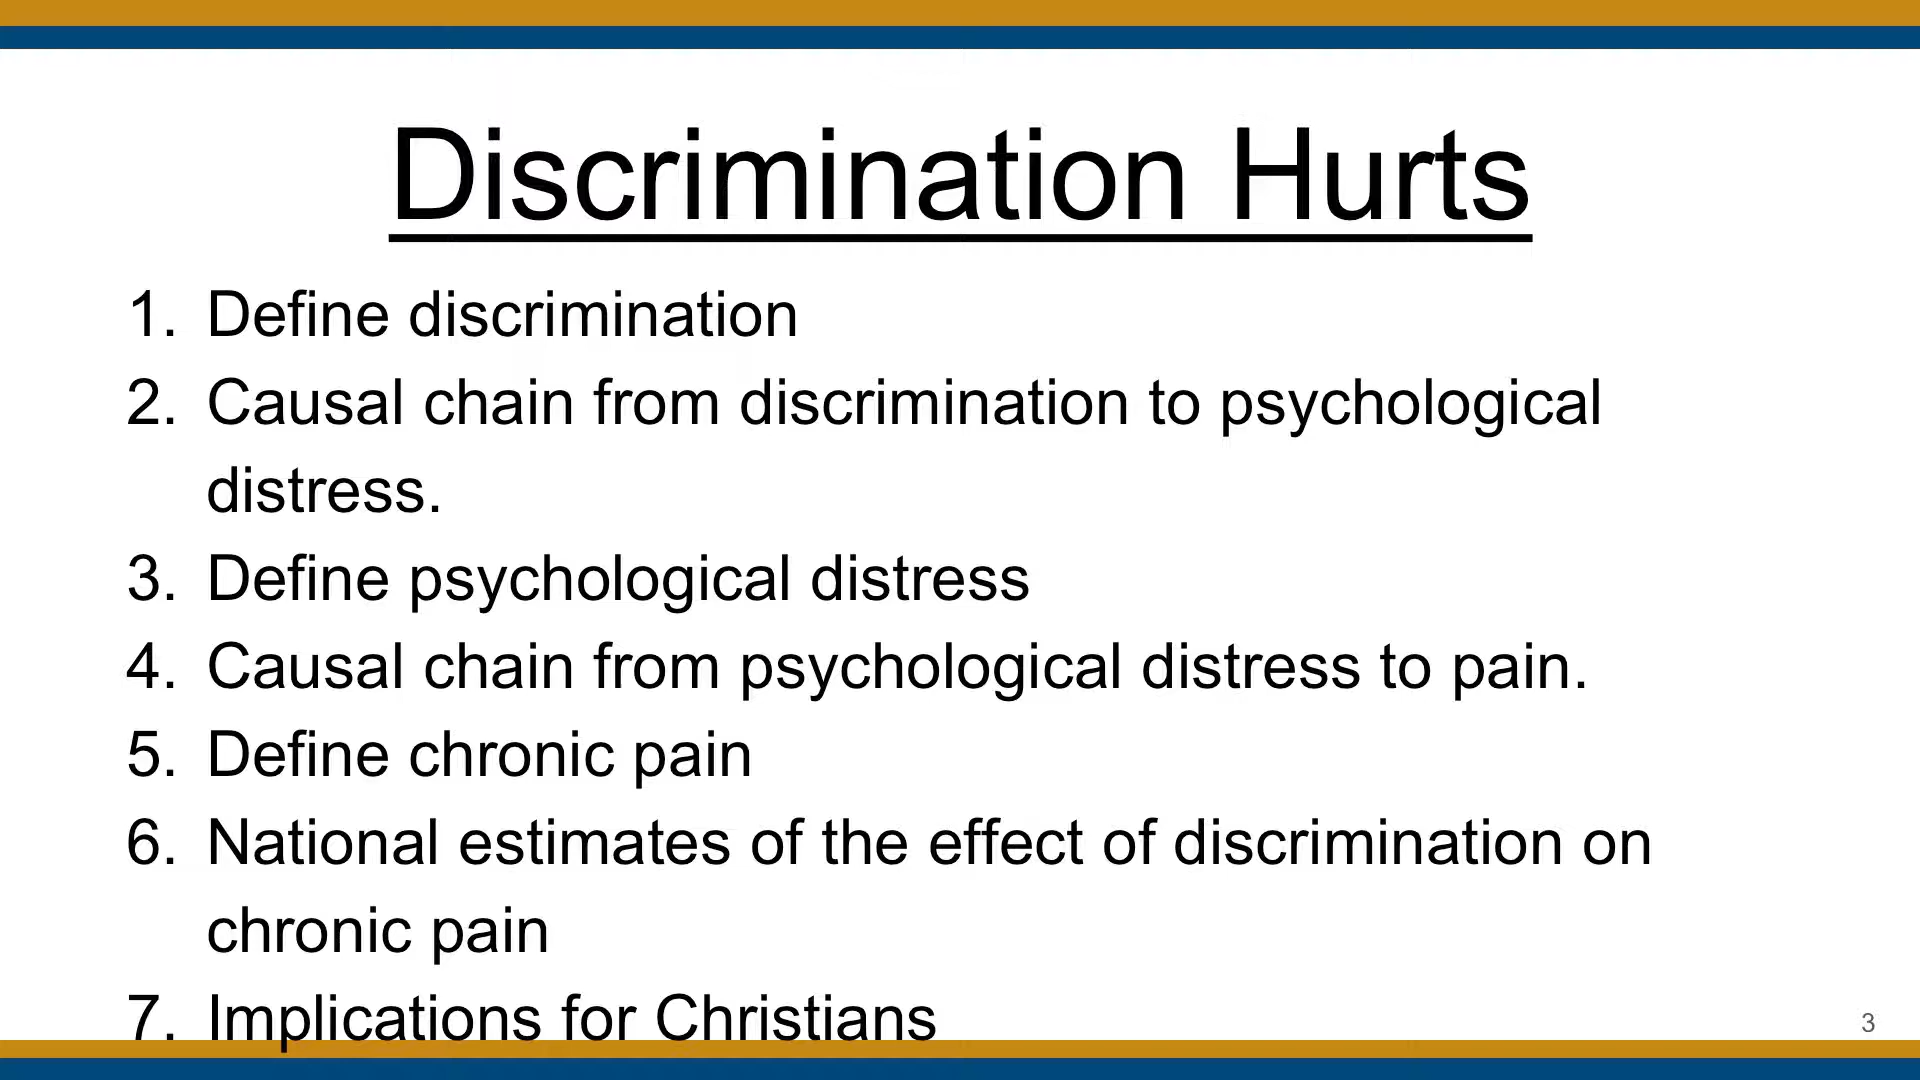 Discrimination Hurts
1. Define discrimination
2. Causal chain from discrimination to psychological
distress.
3. Define psychological distress
4. Causal chain from psychological distress to pain.
5. Define chronic pain
6. National estimates of the effect of discrimination on
chronic pain
7. Implications for Christians
3